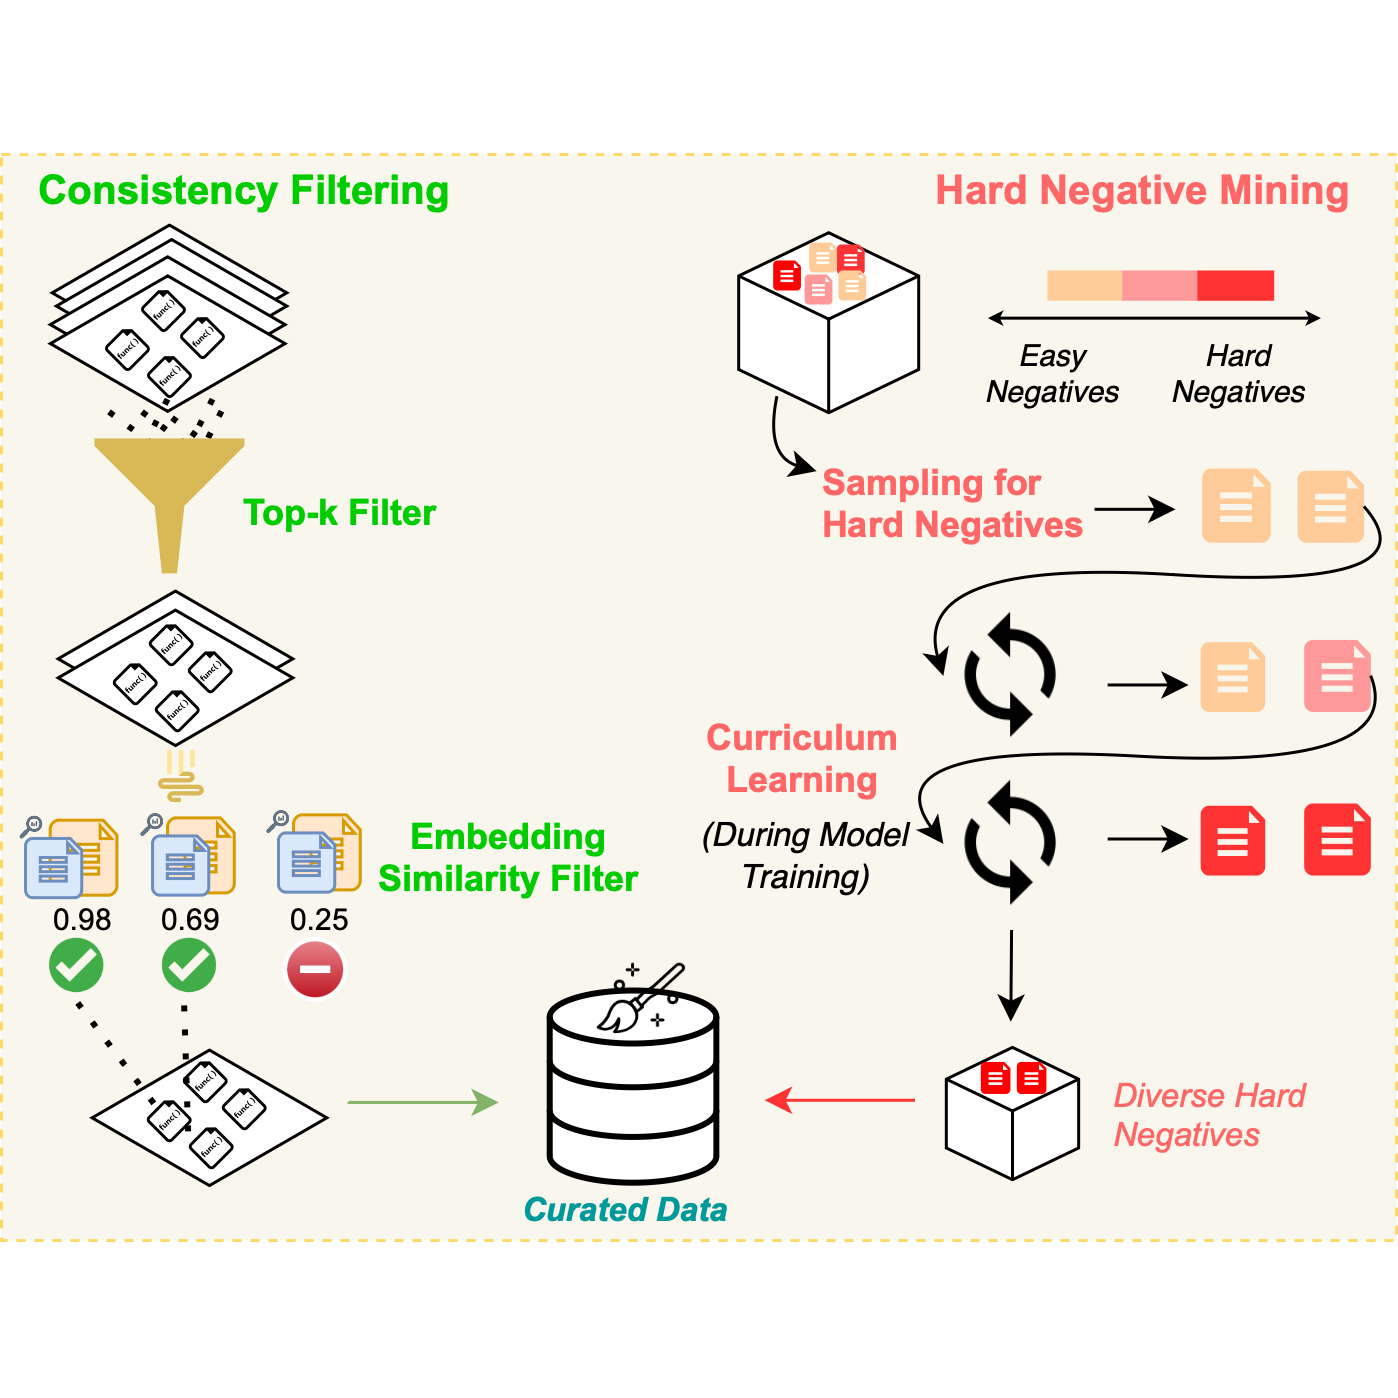 Consistency Filtering
func()
func()
func()
func()
Top-k Filter
func()
func()
func()
func()
Embedding
Similarity Filter
0.98
0.69
0.25
func()
func()
func()
func()
Curated Data
Hard Negative Mining
Easy
Negatives
Hard
Negatives
Sampling for
Hard Negatives
Curriculum
Learning
(During Model
Training)
Diverse Hard
Negatives